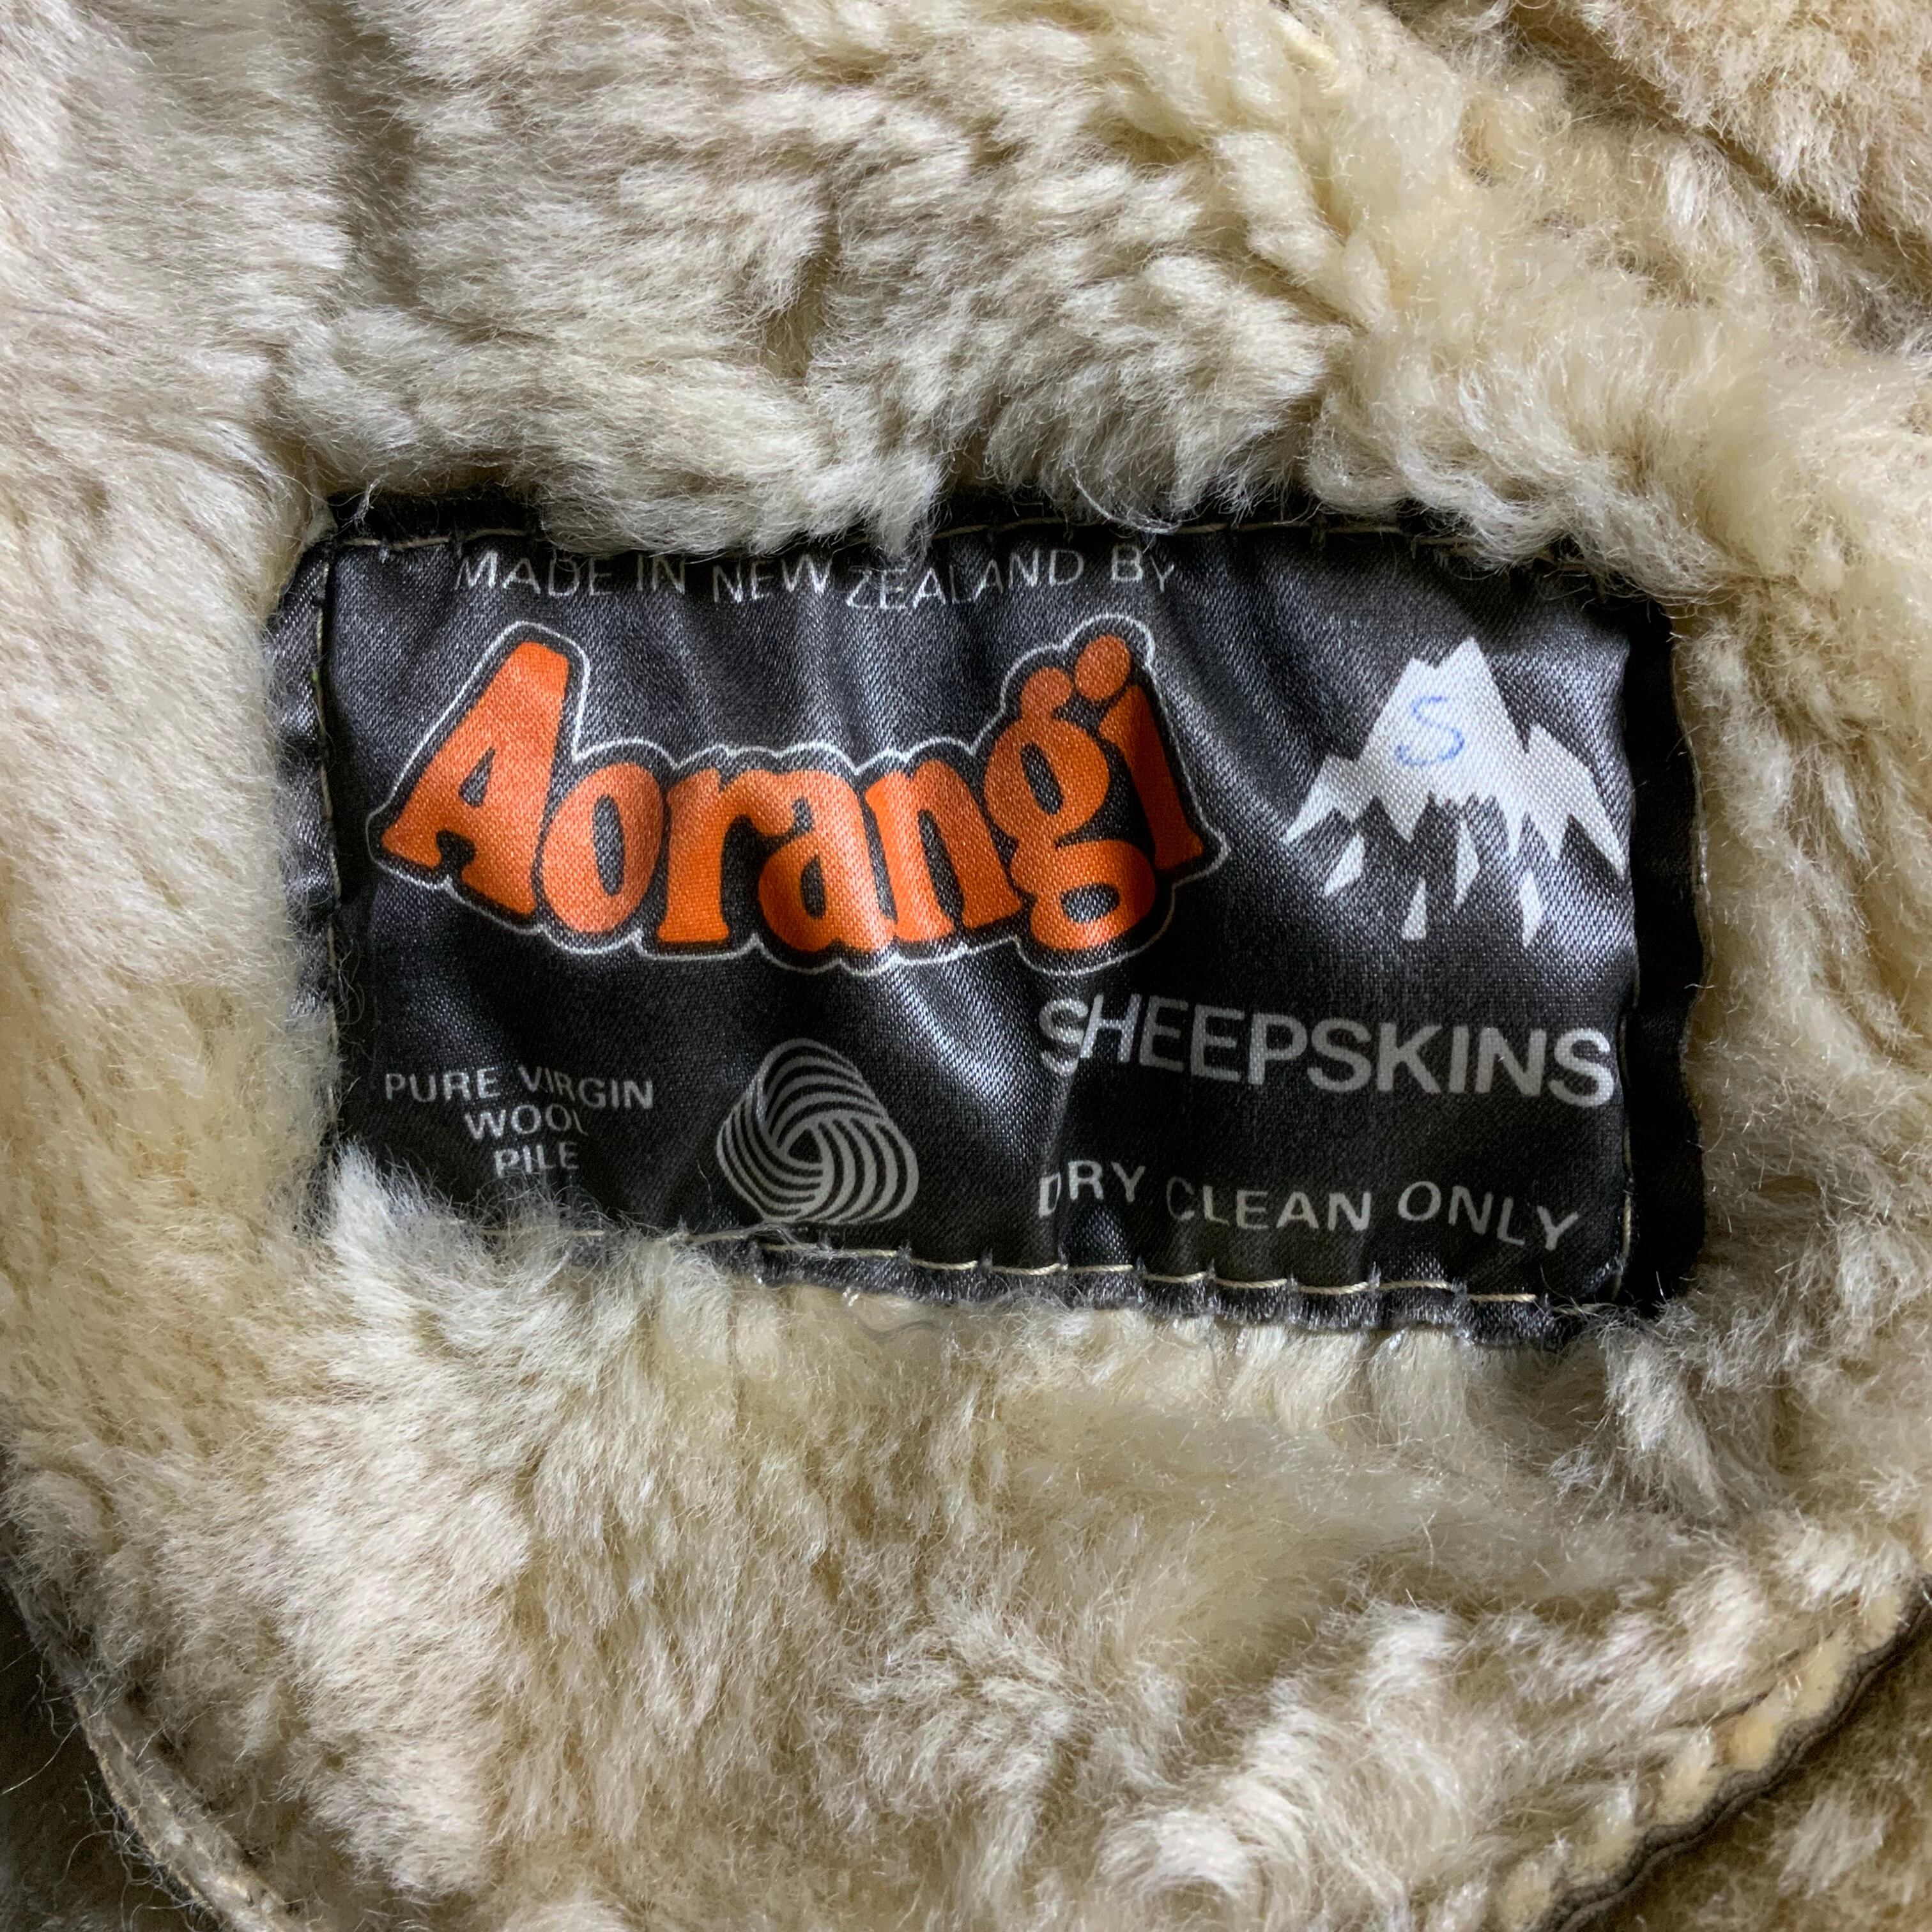 MADE IN NEW ZEALAND BY
Aorangi
S
SHEEPSKINS
PURE VIRGIN
WOOL
PILE
DRY CLEAN ONLY